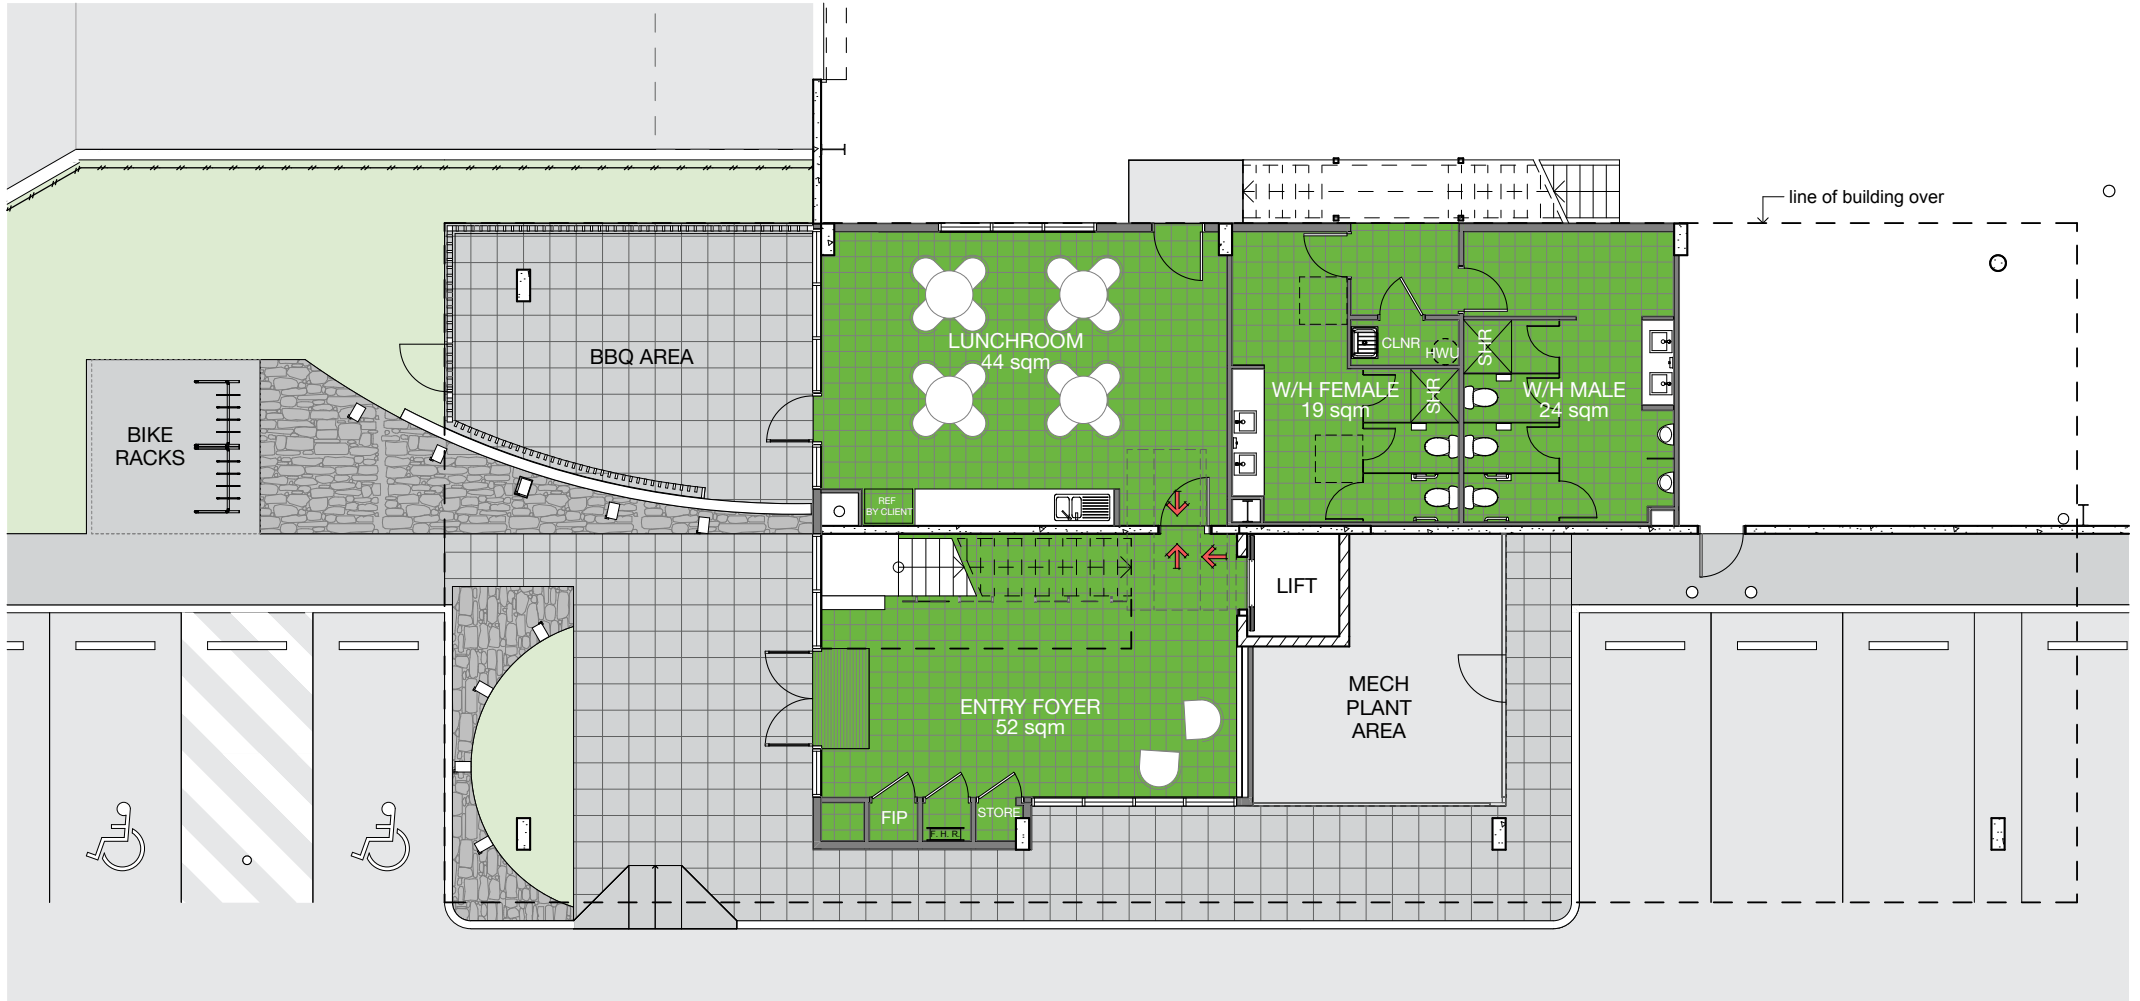 line of building over
BBQ AREA
LUNCHROOM
44 sqm
CLNR
HWU
SHR
W/H FEMALE
19 sqm
SHR
W/H MALE
24 sqm
BIKE
RACKS
REF
BY CLIENT
LIFT
ENTRY FOYER
52 sqm
MECH
PLANT
AREA
FIP
F. H. R.
STORE